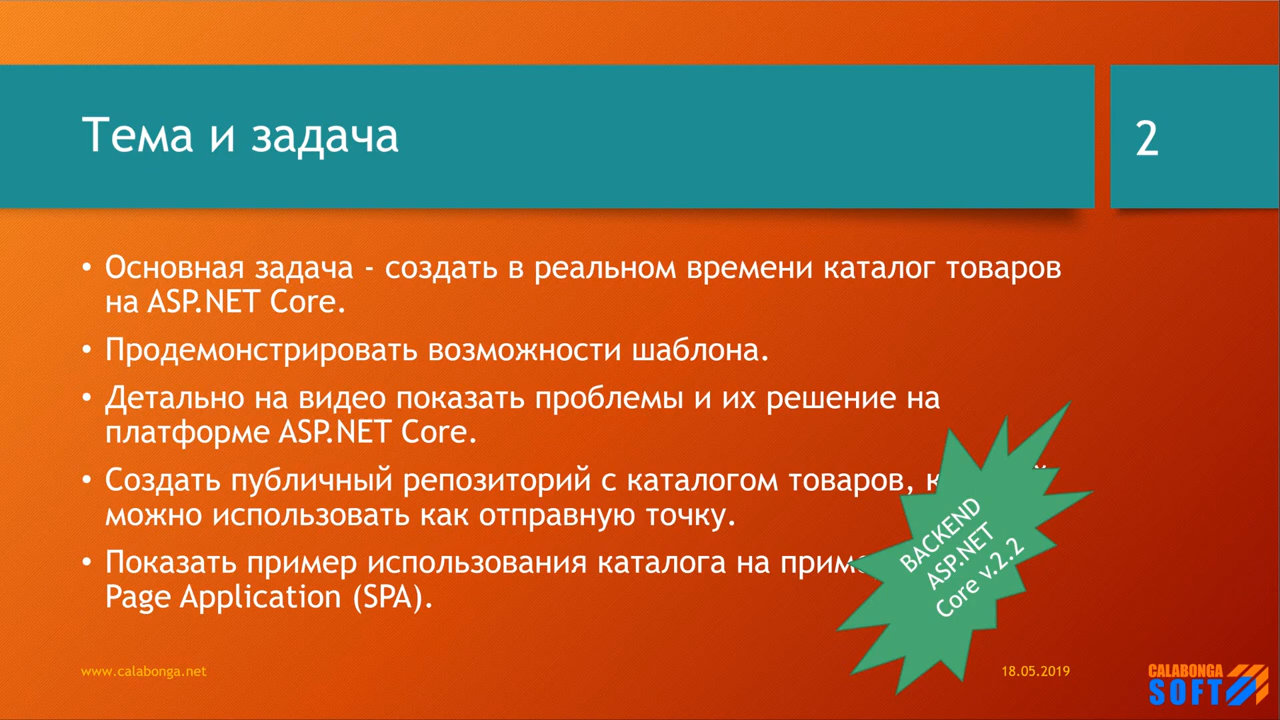 Тема и задача
2
• Основная задача - создать в реальном времени каталог товаров
на ASP.NET Core.
• Продемонстрировать возможности шаблона.
• Детально на видео показать проблемы и их решение на
платформе ASP.NET Core.
• Создать публичный репозиторий с каталогом товаров,
можно использовать как отправную точку.
• Показать пример использования каталога на
Page Application (SPA).
BACKEND
ASP.NET
Core v.2.2
www.calabonga.net
18.05.2019
CALABONGA
SOFT